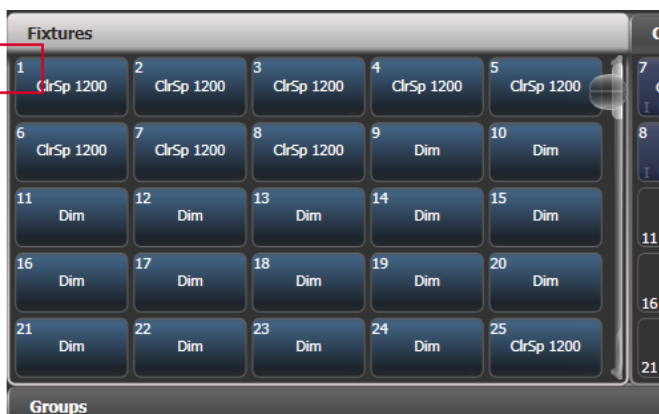 Fixtures
1 ClrSp 1200
2 ClrSp 1200
3 ClrSp 1200
4 ClrSp 1200
5 ClrSp 1200
6 ClrSp 1200
7 ClrSp 1200
8 ClrSp 1200
9 Dim
10 Dim
11 Dim
12 Dim
13 Dim
14 Dim
15 Dim
16 Dim
17 Dim
18 Dim
19 Dim
20 Dim
21 Dim
22 Dim
23 Dim
24 Dim
25 ClrSp 1200
Groups
7
I
8
I
11
16
21